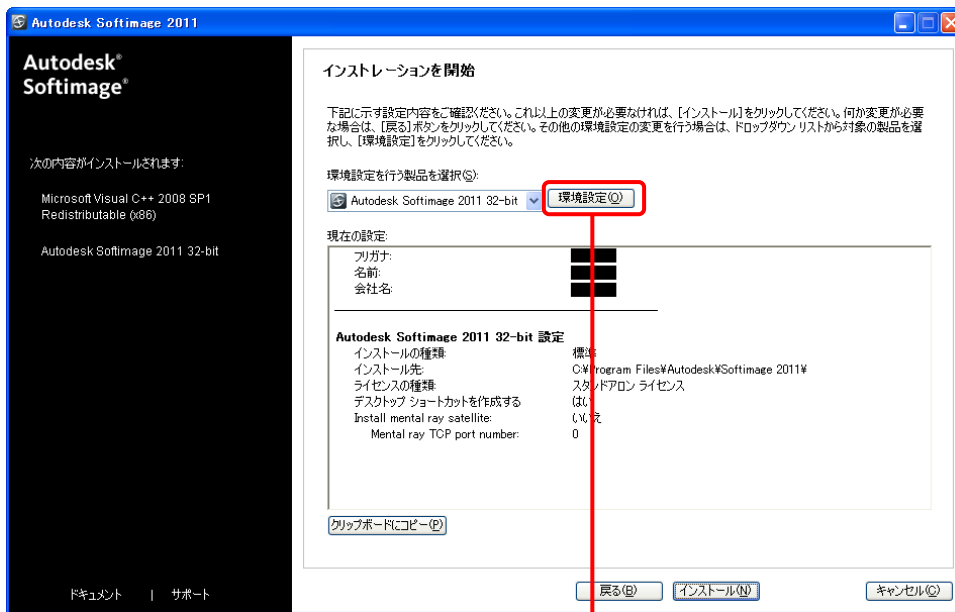 Autodesk Softimage 2011
Autodesk®
Softimage®
次の内容がインストールされます:
Microsoft Visual C++ 2008 SP1
Redistributable (x86)
Autodesk Softimage 2011 32-bit
ドキュメント | サポート
インストレーションを開始
下記に示す設定内容をご確認ください。これ以上の変更が必要なければ、[インストール]をクリックしてください。何か変更が必要
な場合は、[戻る]ボタンをクリックしてください。その他の環境設定の変更を行う場合は、ドロップダウン リストから対象の製品を選
択し、[環境設定]をクリックしてください。
環境設定を行う製品を選択(S):
Autodesk Softimage 2011 32-bit 環境設定(O)
現在の設定:
フリガナ:
名前:
会社名:
Autodesk Softimage 2011 32-bit 設定
インストールの種類: 標準
インストール先: C:¥Program Files¥Autodesk¥Softimage 2011¥
ライセンスの種類: スタンドアロン ライセンス
デスクトップ ショートカットを作成する はい
Install mental ray satellite: いいえ
Mental ray TCP port number: 0
クリップボードにコピー(P)
戻る(B) インストール(N) キャンセル(C)